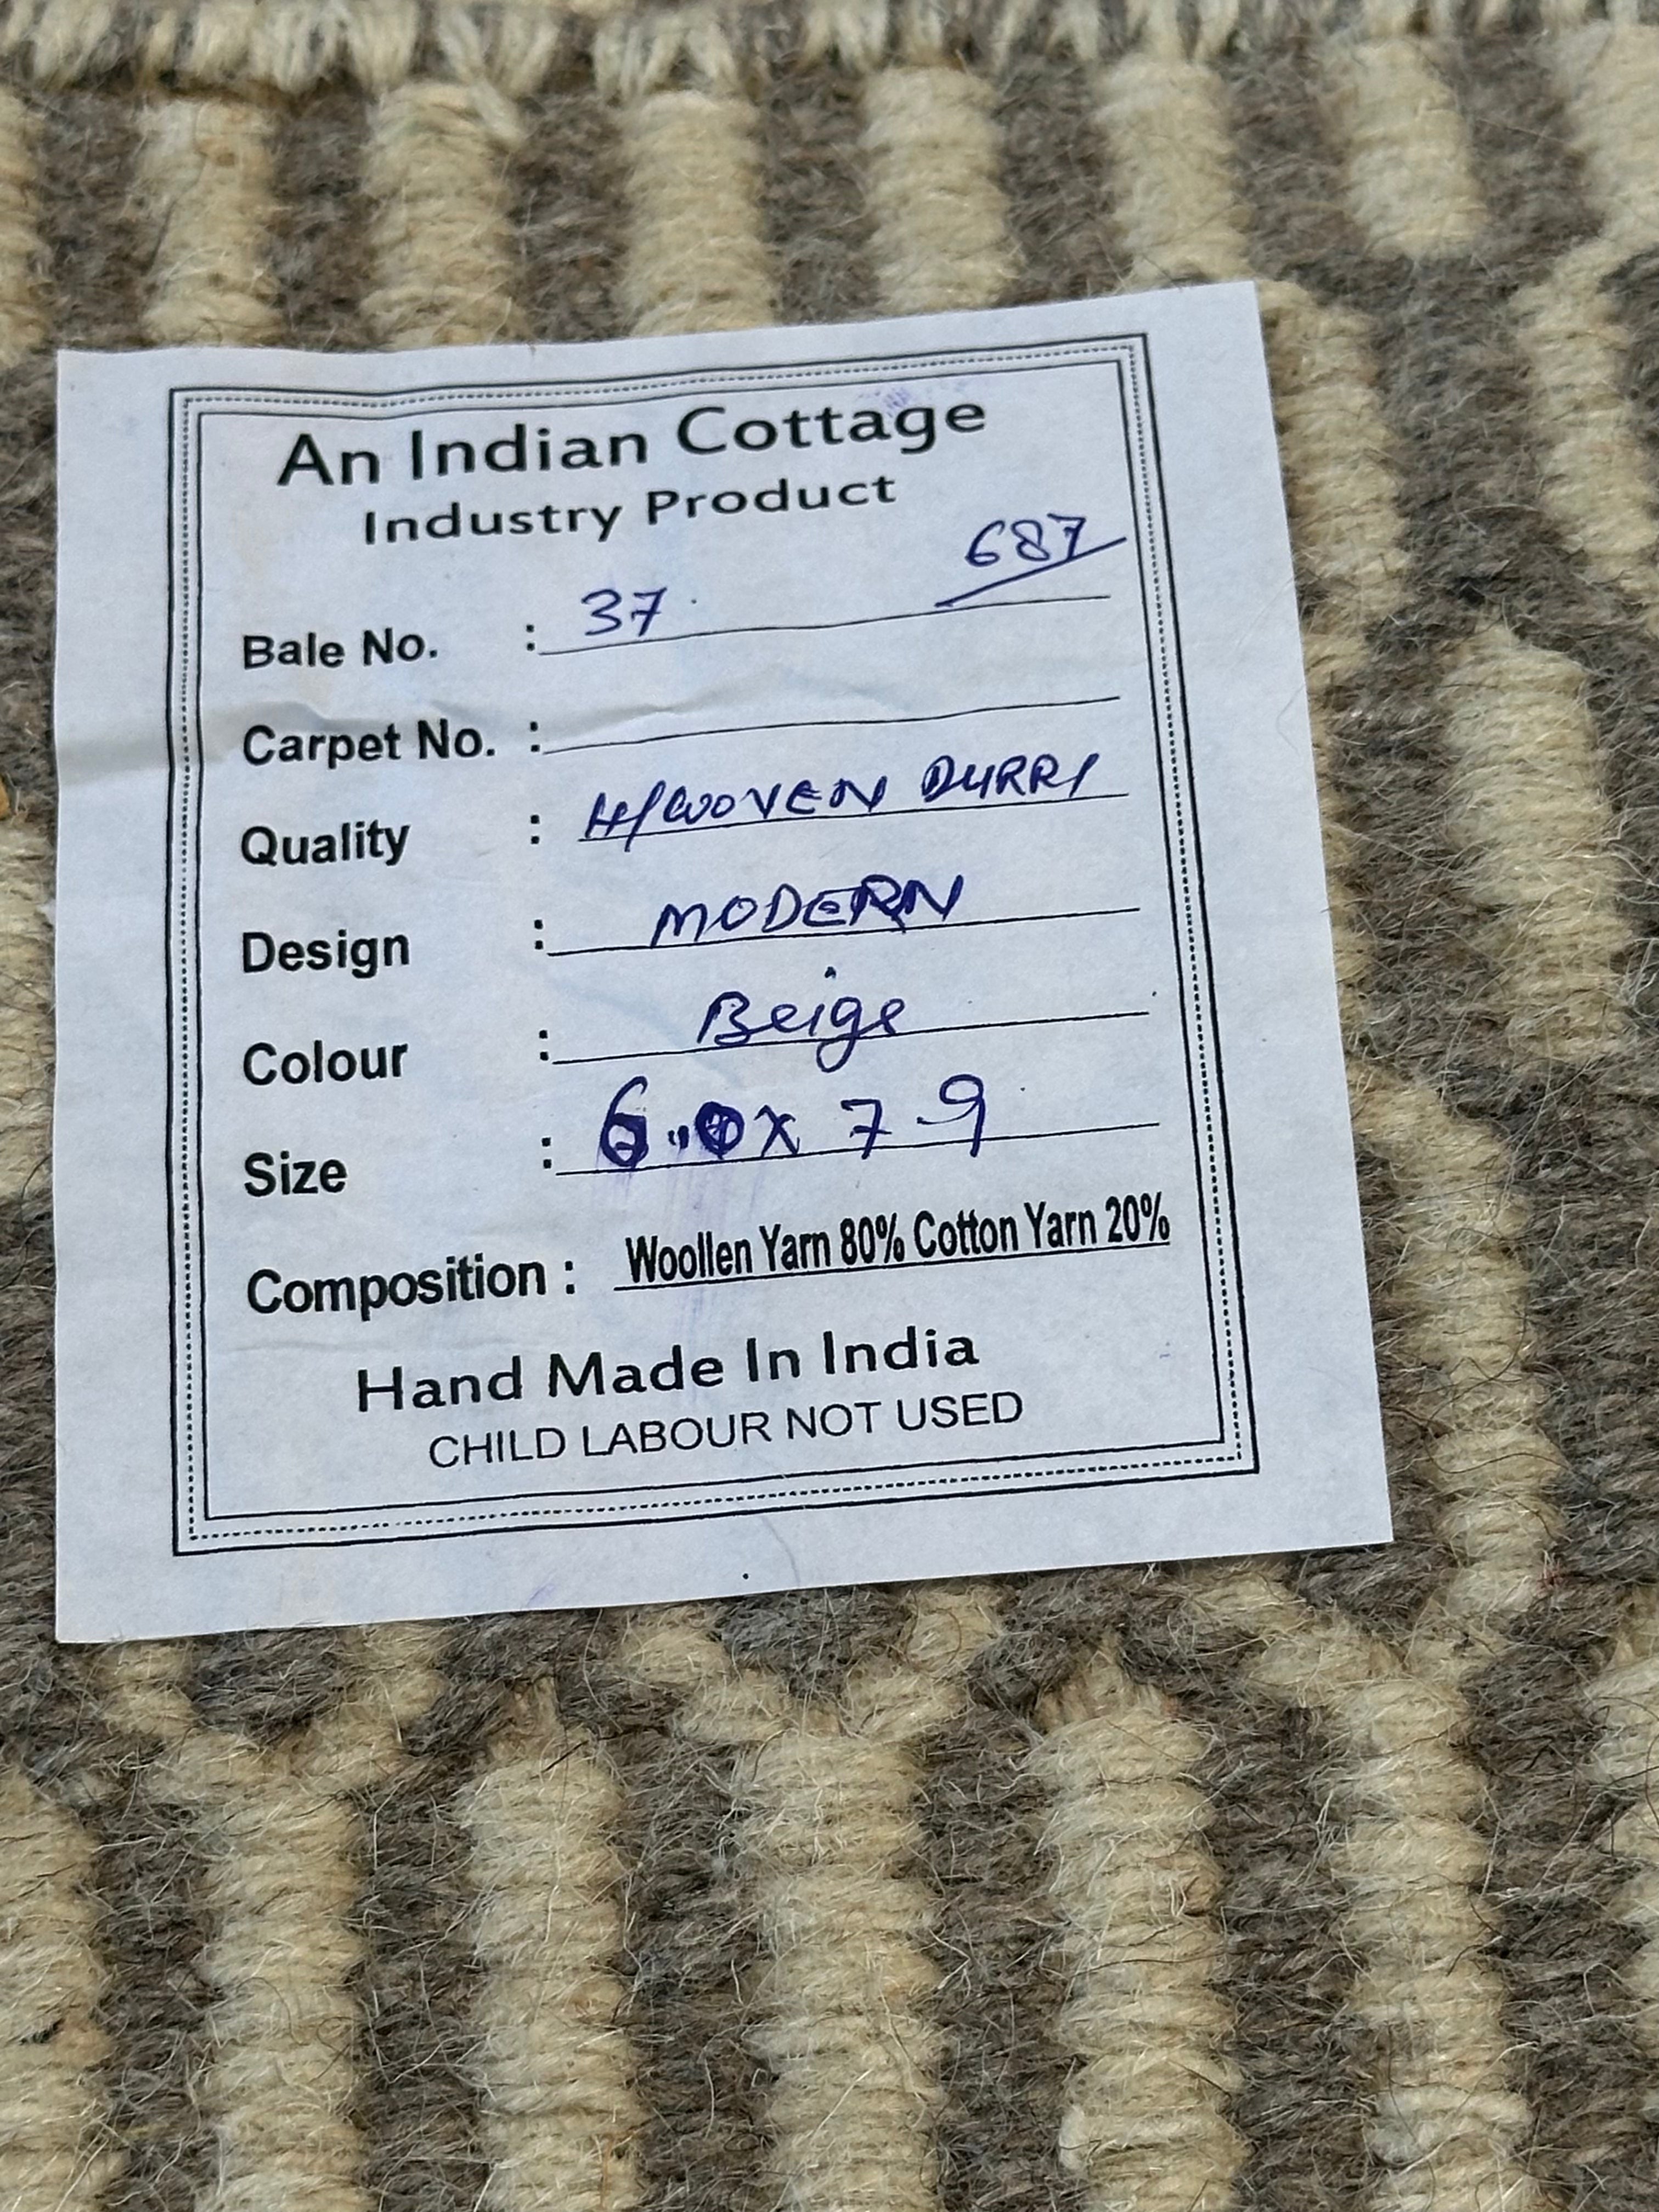 An Indian Cottage
Industry Product
Bale No. : 37 687
Carpet No. :
Quality : H/WOVEN DURRI
Design : MODERN
Colour : Beige
Size : 6.0 x 7.9
Composition : Woollen Yarn 80% Cotton Yarn 20%
Hand Made In India
CHILD LABOUR NOT USED